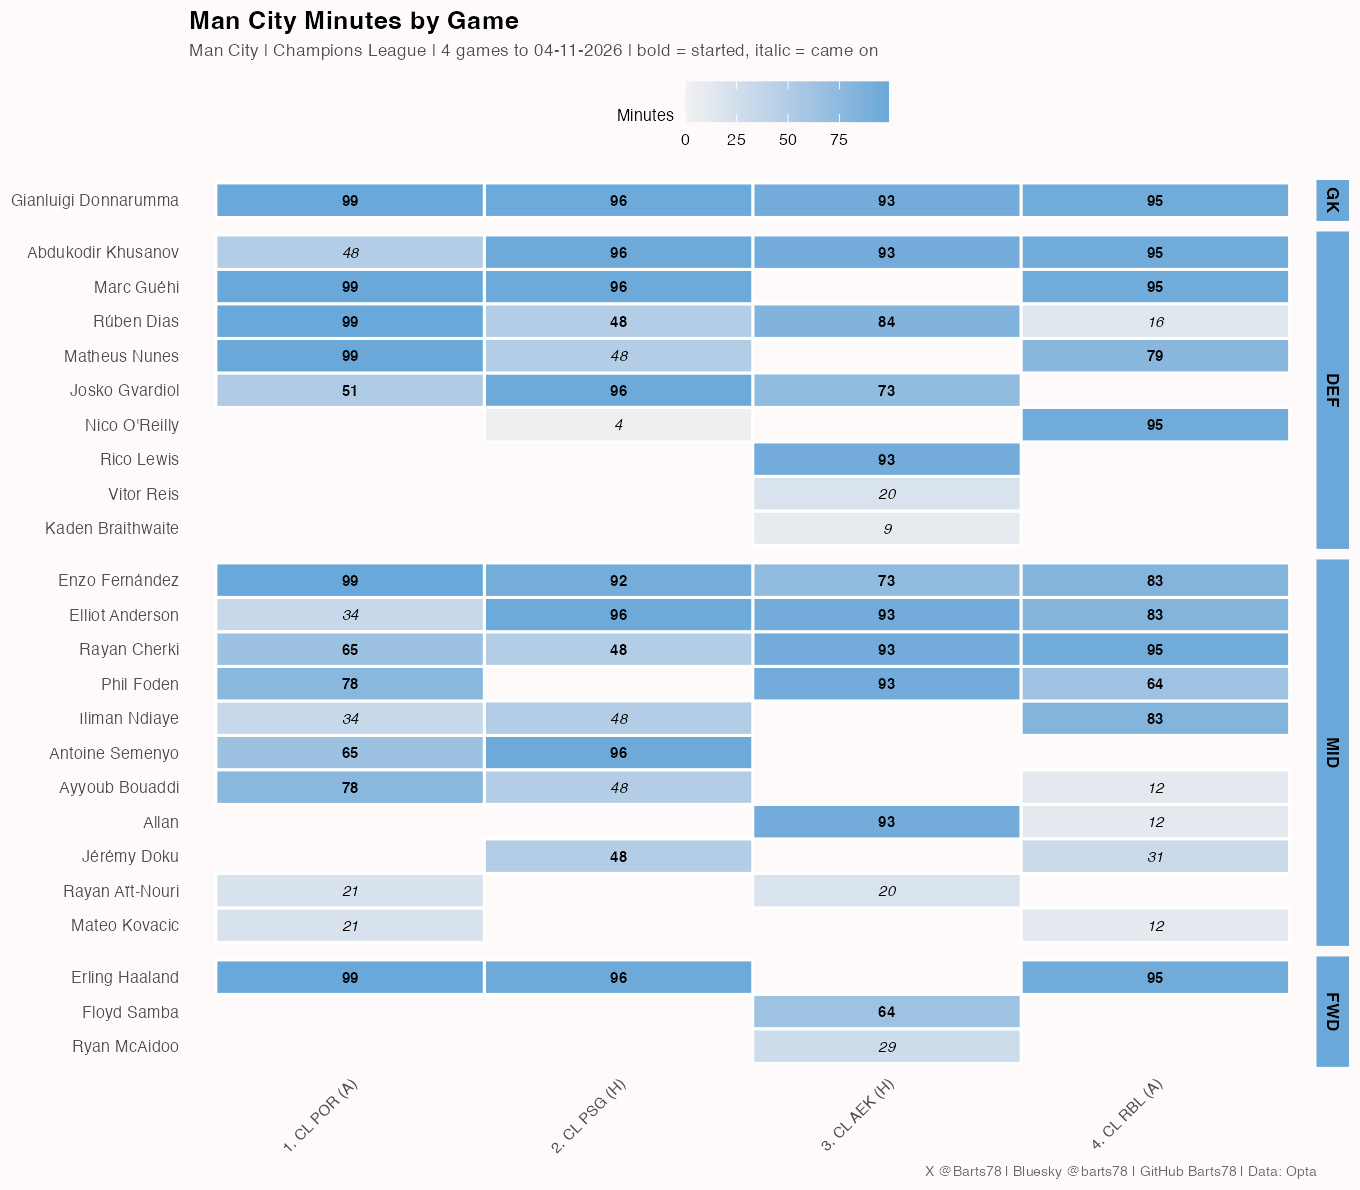 Man City Minutes by Game
Man City | Champions League | 4 games to 04-11-2026 | bold = started, italic = came on
Minutes
0 25 50 75
Gianluigi Donnarumma 99 96 93 95 GK
Abdukodir Khusanov 48 96 93 95
Marc Guéhi 99 96 95
Rúben Dias 99 48 84 16
Matheus Nunes 99 48 79
Josko Gvardiol 51 96 73 DEF
Nico O'Reilly 4 95
Rico Lewis 93
Vitor Reis 20
Kaden Braithwaite 9
Enzo Fernández 99 92 73 83
Elliot Anderson 34 96 93 83
Rayan Cherki 65 48 93 95
Phil Foden 78 93 64
Iliman Ndiaye 34 48 83
Antoine Semenyo 65 96 MID
Ayyoub Bouaddi 78 48 12
Allan 93 12
Jérémy Doku 48 31
Rayan Aït-Nouri 21 20
Mateo Kovacic 21 12
Erling Haaland 99 96 95
Floyd Samba 64 FWD
Ryan McAidoo 29
1. CL POR (A) 2. CL PSG (H) 3. CL AEK (H) 4. CL RBL (A)
X @Barts78 | Bluesky @barts78 | GitHub Barts78 | Data: Opta